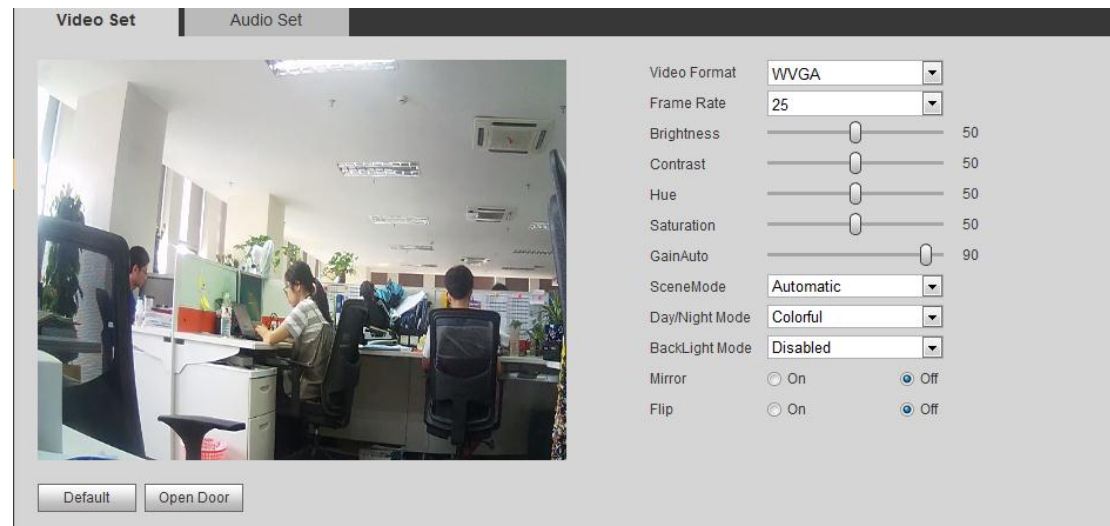 Video Set Audio Set
Video Format WVGA
Frame Rate 25
Brightness 50
Contrast 50
Hue 50
Saturation 50
GainAuto 90
SceneMode Automatic
Day/Night Mode Colorful
BackLight Mode Disabled
Mirror On Off
Flip On Off
Default Open Door